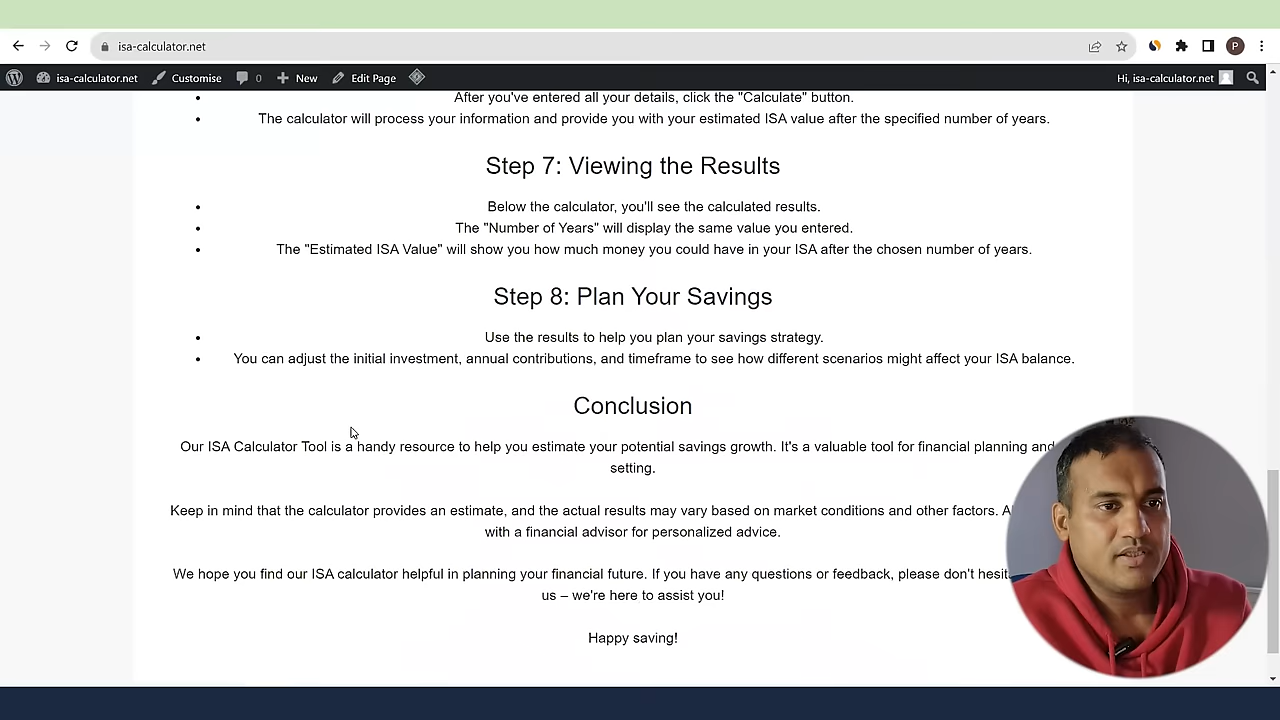 isa-calculator.net
P
isa-calculator.net
Customise
0
New
Edit Page
Hi, isa-calculator.net
After you've entered all your details, click the "Calculate" button.
The calculator will process your information and provide you with your estimated ISA value after the specified number of years.
Step 7: Viewing the Results
Below the calculator, you'll see the calculated results.
The "Number of Years" will display the same value you entered.
The "Estimated ISA Value" will show you how much money you could have in your ISA after the chosen number of years.
Step 8: Plan Your Savings
Use the results to help you plan your savings strategy.
You can adjust the initial investment, annual contributions, and timeframe to see how different scenarios might affect your ISA balance.
Conclusion
Our ISA Calculator Tool is a handy resource to help you estimate your potential savings growth. It's a valuable tool for financial planning and
setting.
Keep in mind that the calculator provides an estimate, and the actual results may vary based on market conditions and other factors.
with a financial advisor for personalized advice.
We hope you find our ISA calculator helpful in planning your financial future. If you have any questions or feedback, please don't
us – we're here to assist you!
Happy saving!